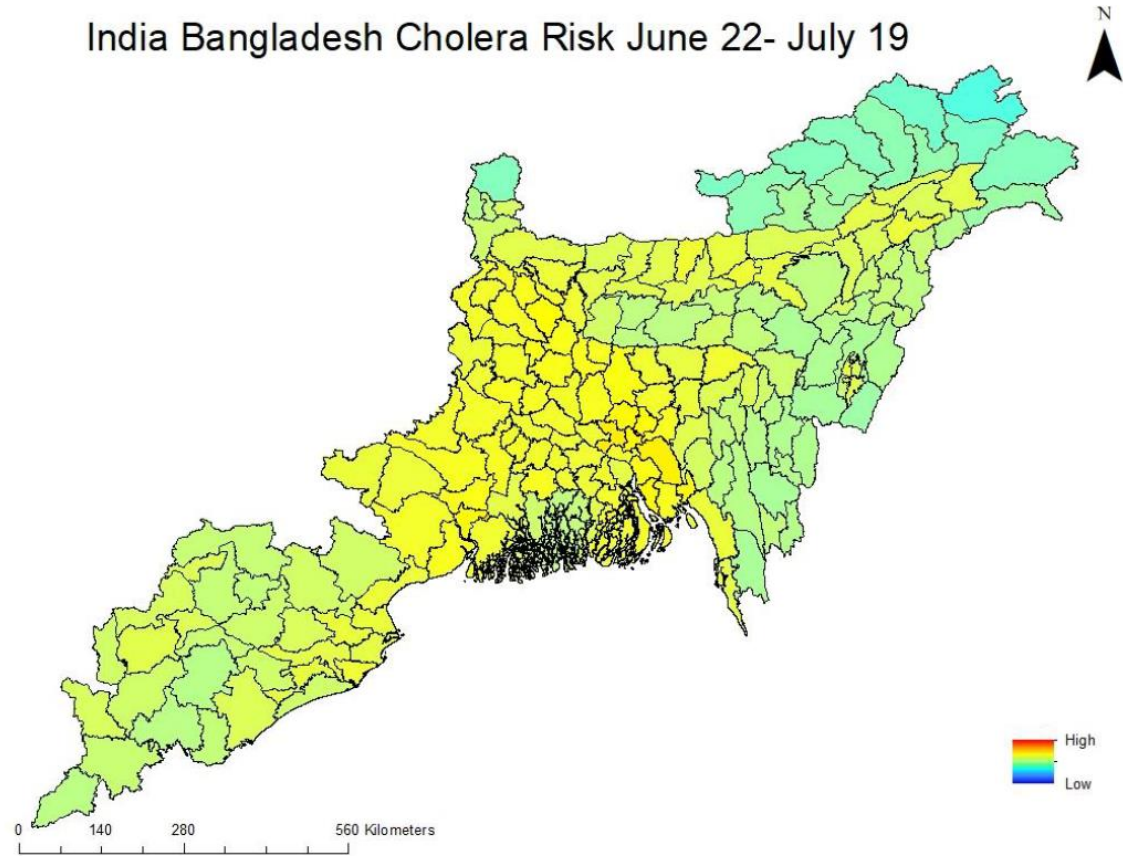 India Bangladesh Cholera Risk June 22- July 19
N
High
Low
0 140 280 560 Kilometers